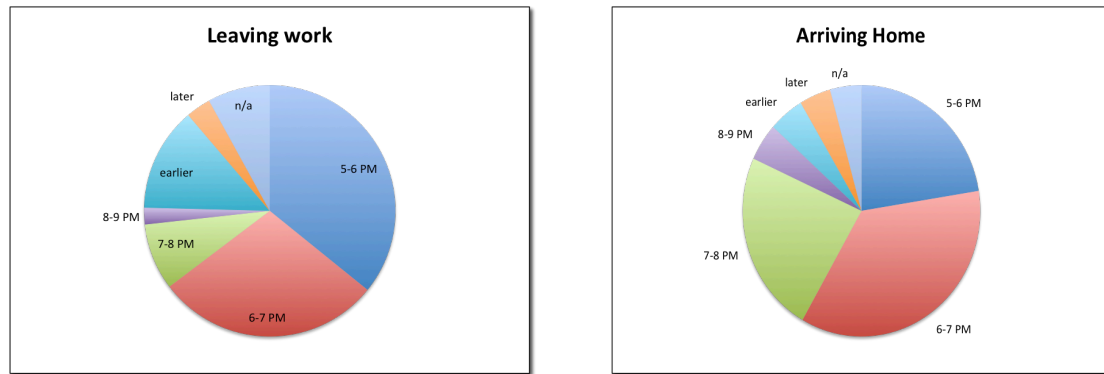 Leaving work
later
n/a
5-6 PM
earlier
8-9 PM
7-8 PM
6-7 PM
Arriving Home
n/a
later
5-6 PM
earlier
8-9 PM
7-8 PM
6-7 PM